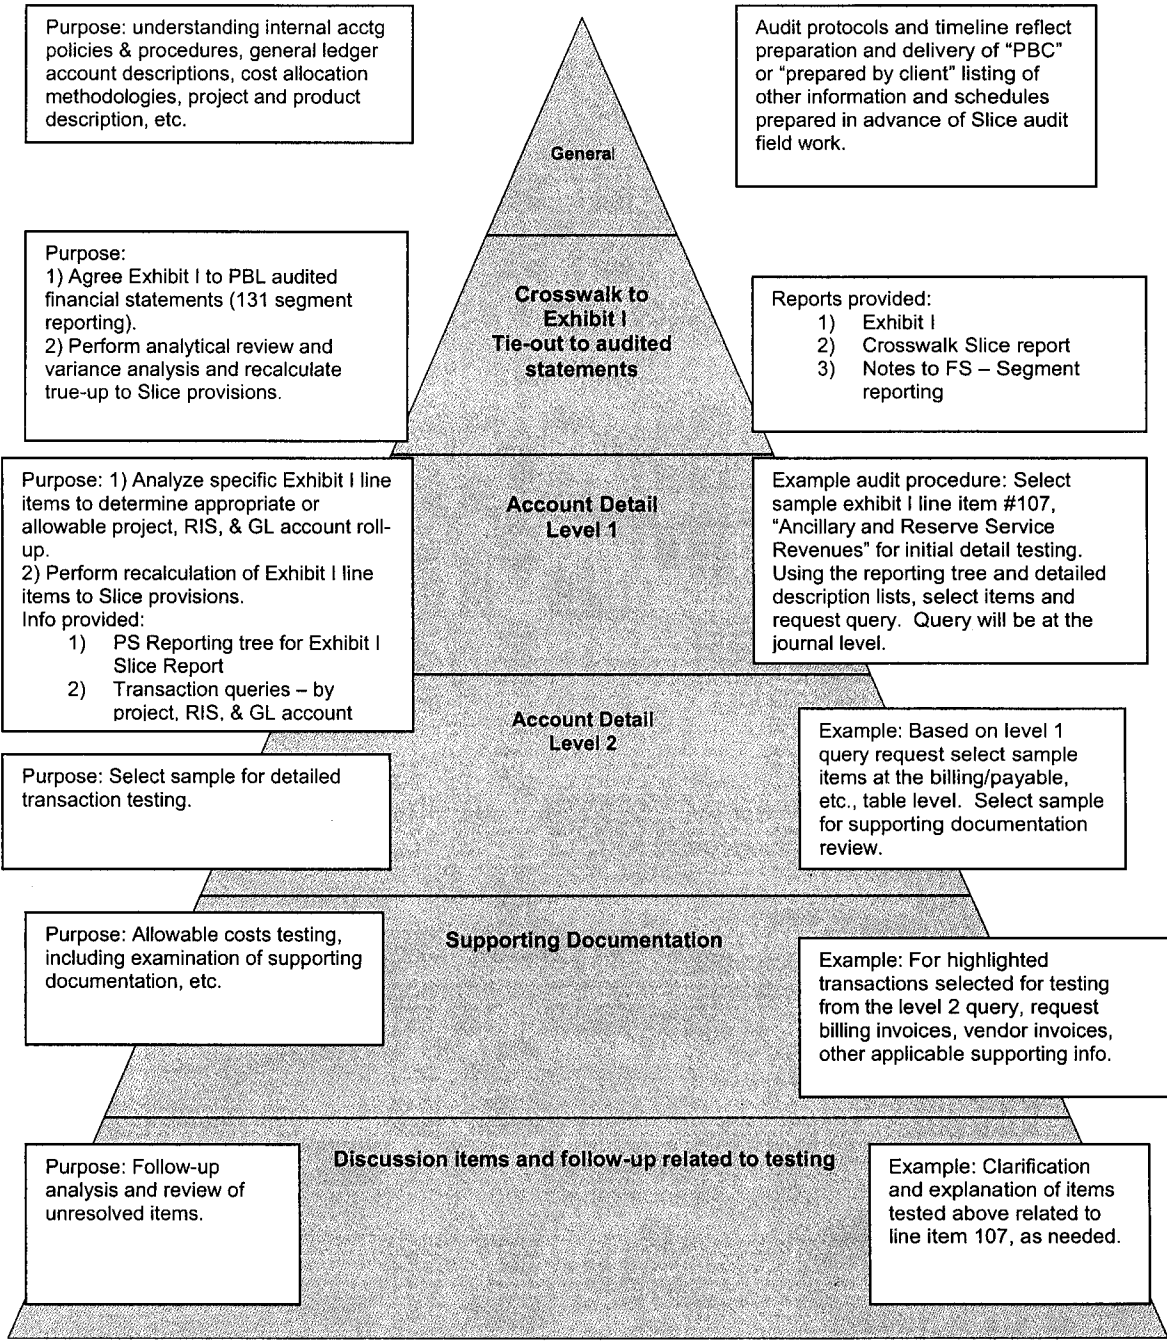 Purpose: understanding internal acctg
policies & procedures, general ledger
account descriptions, cost allocation
methodologies, project and product
description, etc.
Audit protocols and timeline reflect
preparation and delivery of “PBC”
or “prepared by client” listing of
other information and schedules
prepared in advance of Slice audit
field work.
General
Purpose:
1) Agree Exhibit I to PBL audited
financial statements (131 segment
reporting).
2) Perform analytical review and
variance analysis and recalculate
true-up to Slice provisions.
Crosswalk to
Exhibit I
Tie-out to audited
statements
Reports provided:
1) Exhibit I
2) Crosswalk Slice report
3) Notes to FS – Segment
reporting
Purpose: 1) Analyze specific Exhibit I line
items to determine appropriate or
allowable project, RIS, & GL account roll-
up.
2) Perform recalculation of Exhibit I line
items to Slice provisions.
Info provided:
1) PS Reporting tree for Exhibit I
Slice Report
2) Transaction queries – by
project, RIS, & GL account
Account Detail
Level 1
Example audit procedure: Select
sample exhibit I line item #107,
“Ancillary and Reserve Service
Revenues” for initial detail testing.
Using the reporting tree and detailed
description lists, select items and
request query. Query will be at the
journal level.
Account Detail
Level 2
Purpose: Select sample for detailed
transaction testing.
Example: Based on level 1
query request select sample
items at the billing/payable,
etc., table level. Select sample
for supporting documentation
review.
Purpose: Allowable costs testing,
including examination of supporting
documentation, etc.
Supporting Documentation
Example: For highlighted
transactions selected for testing
from the level 2 query, request
billing invoices, vendor invoices,
other applicable supporting info.
Purpose: Follow-up
analysis and review of
unresolved items.
Discussion items and follow-up related to testing
Example: Clarification
and explanation of items
tested above related to
line item 107, as needed.